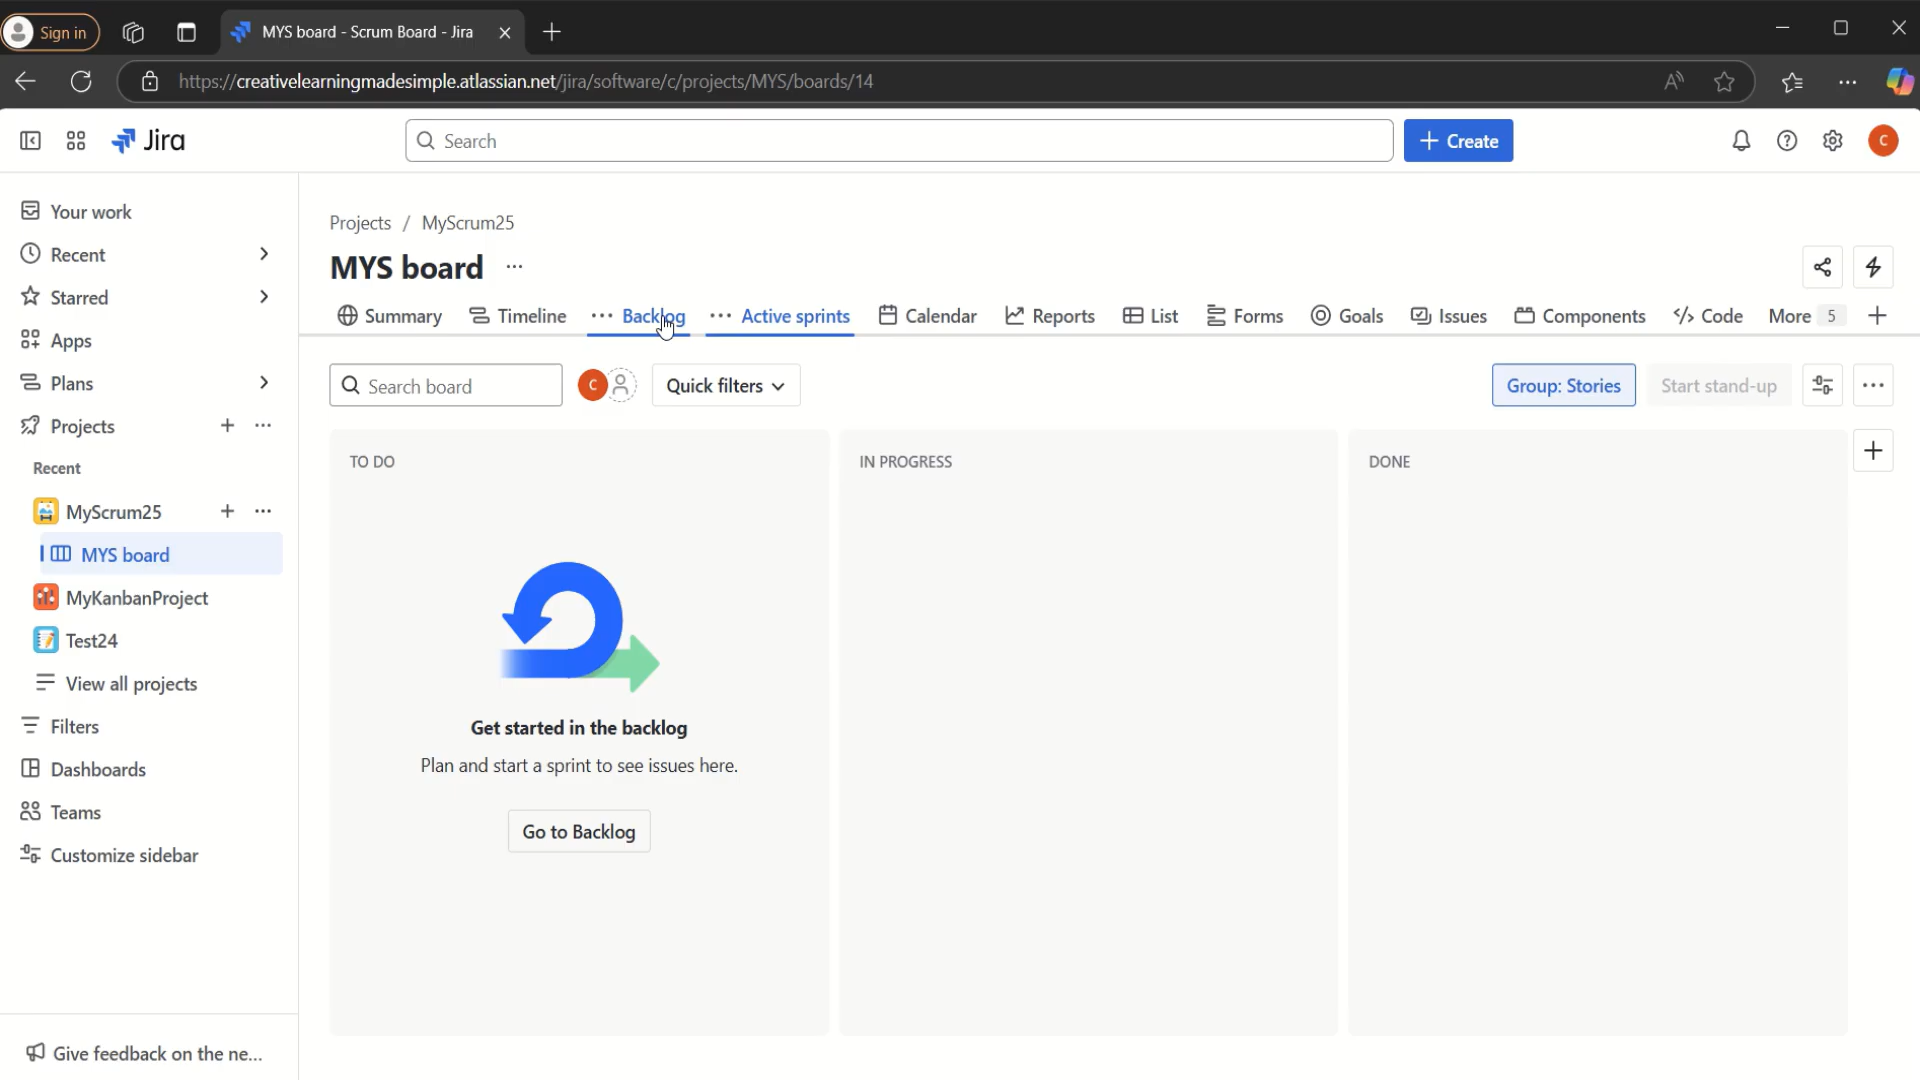 Sign in
MYS board - Scrum Board - Jira
https://creativelearningmadesimple.atlassian.net/jira/software/c/projects/MYS/boards/14
Jira
Search
+ Create
C
Your work
Recent
Starred
Apps
Plans
Projects
Recent
MyScrum25
MYS board
MyKanbanProject
Test24
View all projects
Filters
Dashboards
Teams
Customize sidebar
Give feedback on the ne...
Projects / MyScrum25
MYS board
Summary Timeline Backlog Active sprints Calendar Reports List Forms Goals Issues Components Code More 5
Search board
C
Quick filters
Group: Stories
Start stand-up
TO DO
IN PROGRESS
DONE
Get started in the backlog
Plan and start a sprint to see issues here.
Go to Backlog